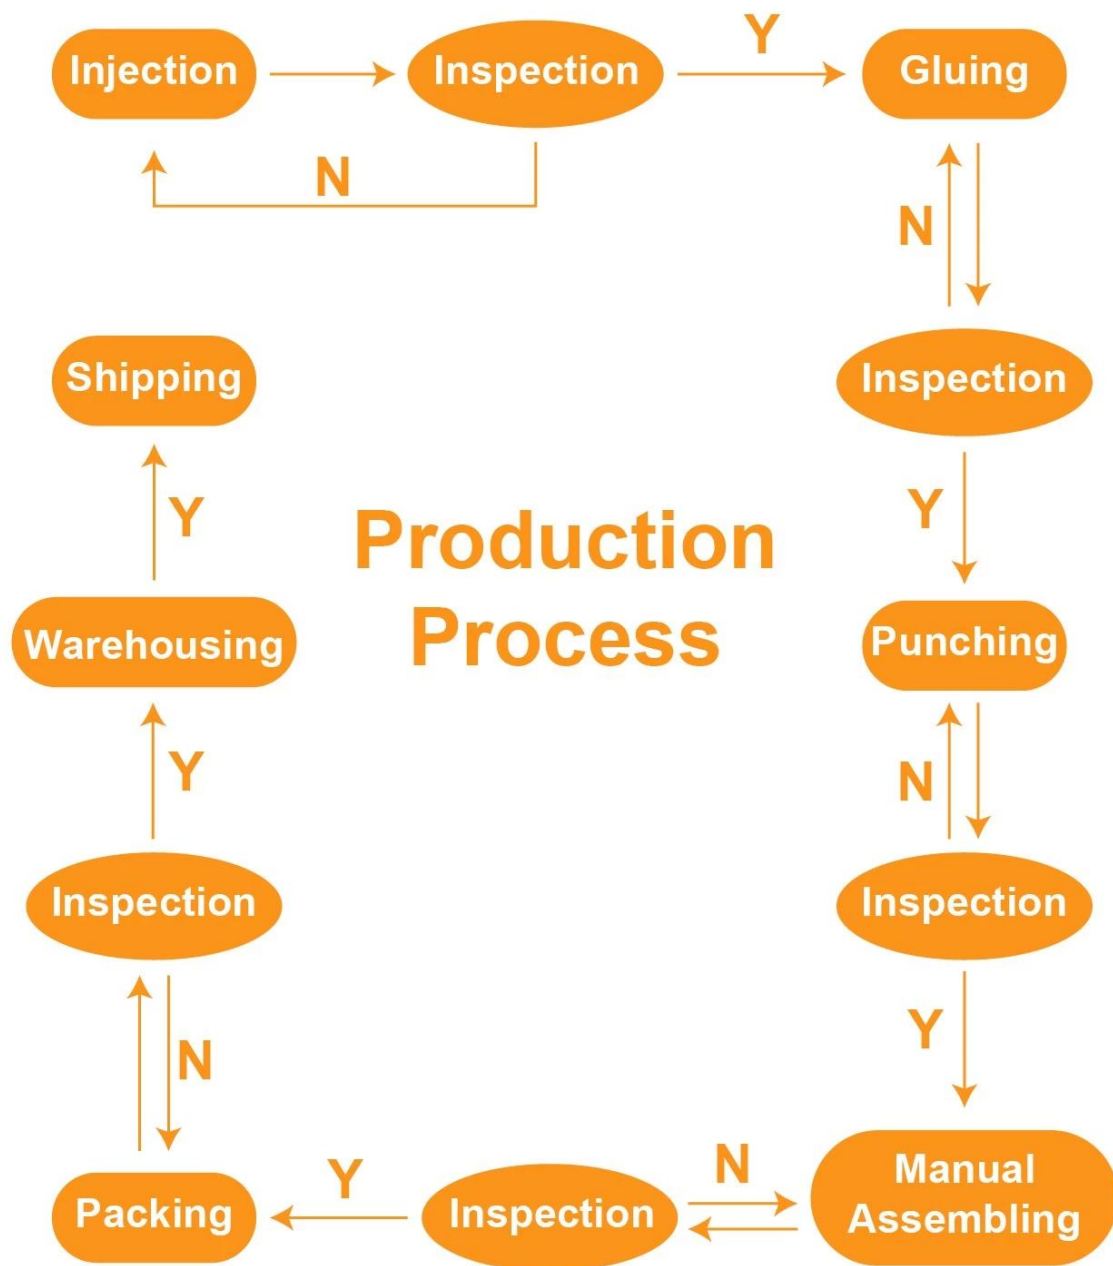 Injection
Inspection
Y
Gluing
N
N
Inspection
Y
Punching
N
Inspection
Y
Manual
Assembling
N
Inspection
Y
Packing
N
Inspection
Y
Warehousing
Y
Shipping
Production
Process